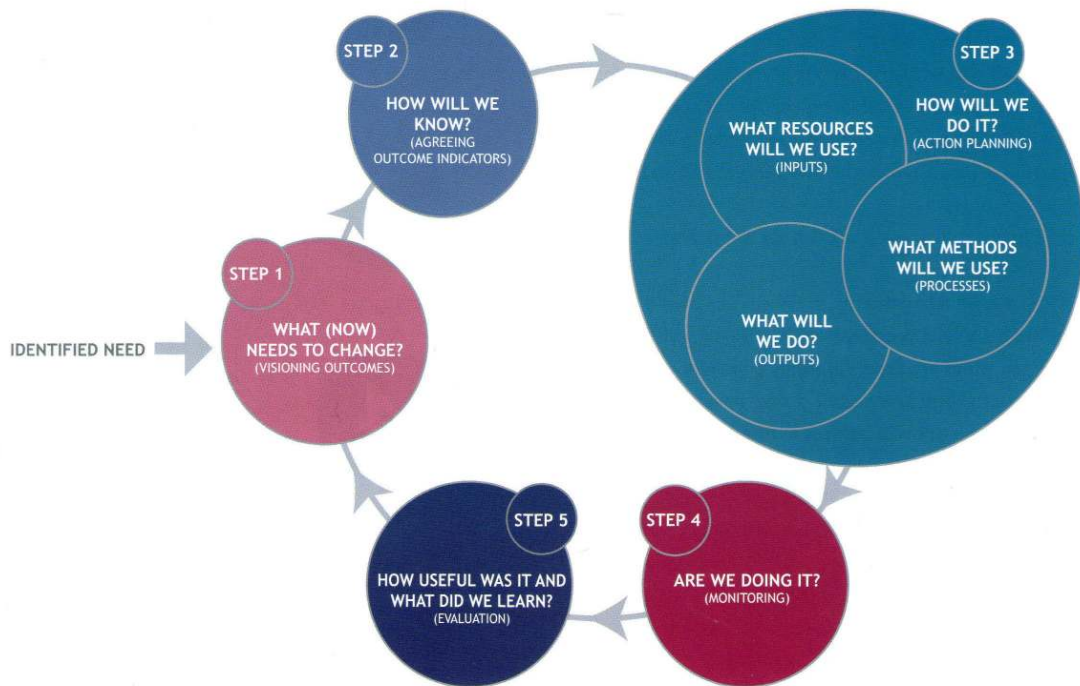 IDENTIFIED NEED
STEP 1
WHAT (NOW)
NEEDS TO CHANGE?
(VISIONING OUTCOMES)
STEP 2
HOW WILL WE
KNOW?
(AGREEING
OUTCOME INDICATORS)
STEP 3
HOW WILL WE
DO IT?
(ACTION PLANNING)
WHAT RESOURCES
WILL WE USE?
(INPUTS)
WHAT METHODS
WILL WE USE?
(PROCESSES)
WHAT WILL
WE DO?
(OUTPUTS)
STEP 4
ARE WE DOING IT?
(MONITORING)
STEP 5
HOW USEFUL WAS IT AND
WHAT DID WE LEARN?
(EVALUATION)